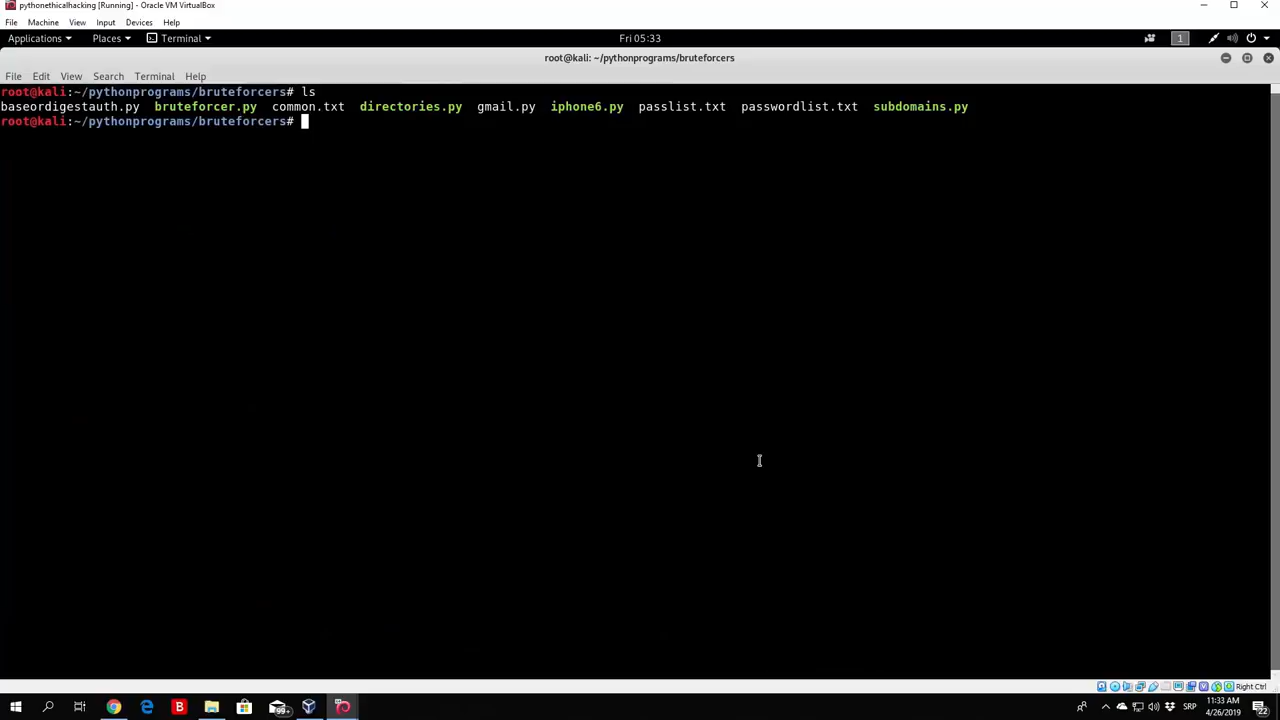 pythonethicalhacking [Running] - Oracle VM VirtualBox
File Machine View Input Devices Help
Applications Places Terminal Fri 05:33 1
root@kali: ~/pythonprograms/bruteforcers
File Edit View Search Terminal Help
root@kali:~/pythonprograms/bruteforcers# ls
baseordigestauth.py bruteforcer.py common.txt directories.py gmail.py iphone6.py passlist.txt passwordlist.txt subdomains.py
root@kali:~/pythonprograms/bruteforcers#
Right Ctrl
B 99+ SRP 11:33 AM
4/26/2019 22